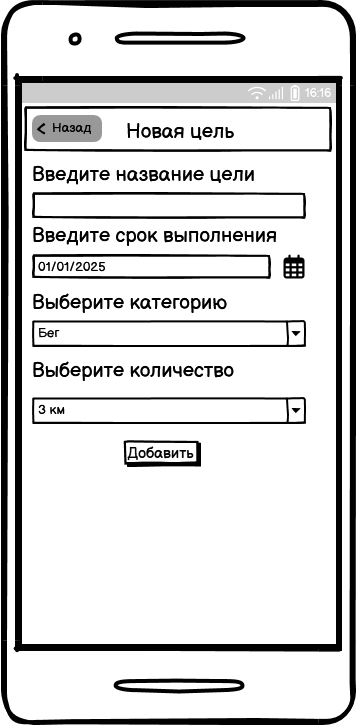 16:16
Назад
Новая цель
Введите название цели
Введите срок выполнения
01/01/2025
Выберите категорию
Бег
Выберите количество
3 км
Добавить